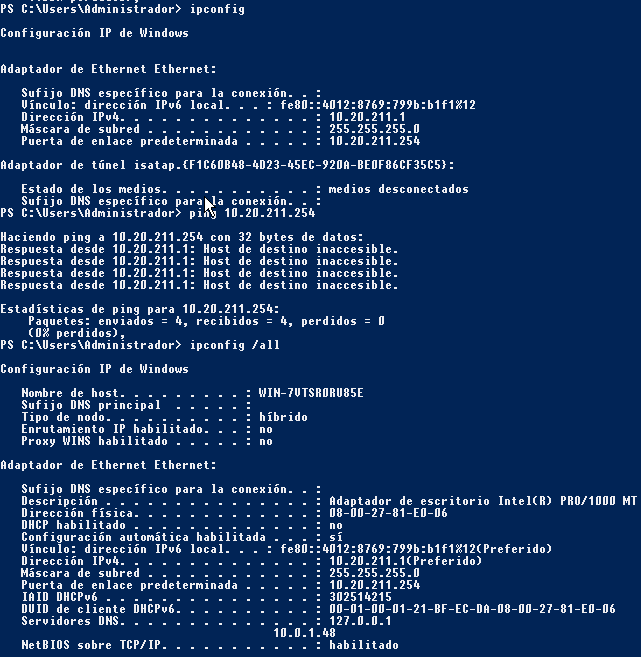 PS C:\Users\Administrador> ipconfig
Configuración IP de Windows
Adaptador de Ethernet Ethernet:
Sufijo DNS específico para la conexión. . :
Vínculo: dirección IPv6 local. . . : fe80::4012:8769:799b:b1f1%12
Dirección IPv4. . . . . . . . . . . . . . : 10.20.211.1
Máscara de subred . . . . . . . . . . . . : 255.255.255.0
Puerta de enlace predeterminada . . . . . : 10.20.211.254
Adaptador de túnel isatap.{F1C60B48-4D23-45EC-920A-BE0F86CF35C5}:
Estado de los medios. . . . . . . . . . . : medios desconectados
Sufijo DNS específico para la conexión. . :
PS C:\Users\Administrador> ping 10.20.211.254
Haciendo ping a 10.20.211.254 con 32 bytes de datos:
Respuesta desde 10.20.211.1: Host de destino inaccesible.
Respuesta desde 10.20.211.1: Host de destino inaccesible.
Respuesta desde 10.20.211.1: Host de destino inaccesible.
Respuesta desde 10.20.211.1: Host de destino inaccesible.
Estadísticas de ping para 10.20.211.254:
Paquetes: enviados = 4, recibidos = 4, perdidos = 0
(0% perdidos),
PS C:\Users\Administrador> ipconfig /all
Configuración IP de Windows
Nombre de host. . . . . . . . . : WIN-7VTSR0RU85E
Sufijo DNS principal . . . . . :
Tipo de nodo. . . . . . . . . . : híbrido
Enrutamiento IP habilitado. . . : no
Proxy WINS habilitado . . . . . : no
Adaptador de Ethernet Ethernet:
Sufijo DNS específico para la conexión. . :
Descripción . . . . . . . . . . . . . . . : Adaptador de escritorio Intel(R) PRO/1000 MT
Dirección física. . . . . . . . . . . . . : 08-00-27-81-E0-06
DHCP habilitado . . . . . . . . . . . . . : no
Configuración automática habilitada . . . : sí
Vínculo: dirección IPv6 local. . . : fe80::4012:8769:799b:b1f1%12(Preferido)
Dirección IPv4. . . . . . . . . . . . . . : 10.20.211.1(Preferido)
Máscara de subred . . . . . . . . . . . . : 255.255.255.0
Puerta de enlace predeterminada . . . . . : 10.20.211.254
IAID DHCPv6 . . . . . . . . . . . . . . . : 302514215
DUID de cliente DHCPv6. . . . . . . . . . : 00-01-00-01-21-BF-EC-DA-08-00-27-81-E0-06
Servidores DNS. . . . . . . . . . . . . . : 127.0.0.1
10.0.1.48
NetBIOS sobre TCP/IP. . . . . . . . . . . : habilitado